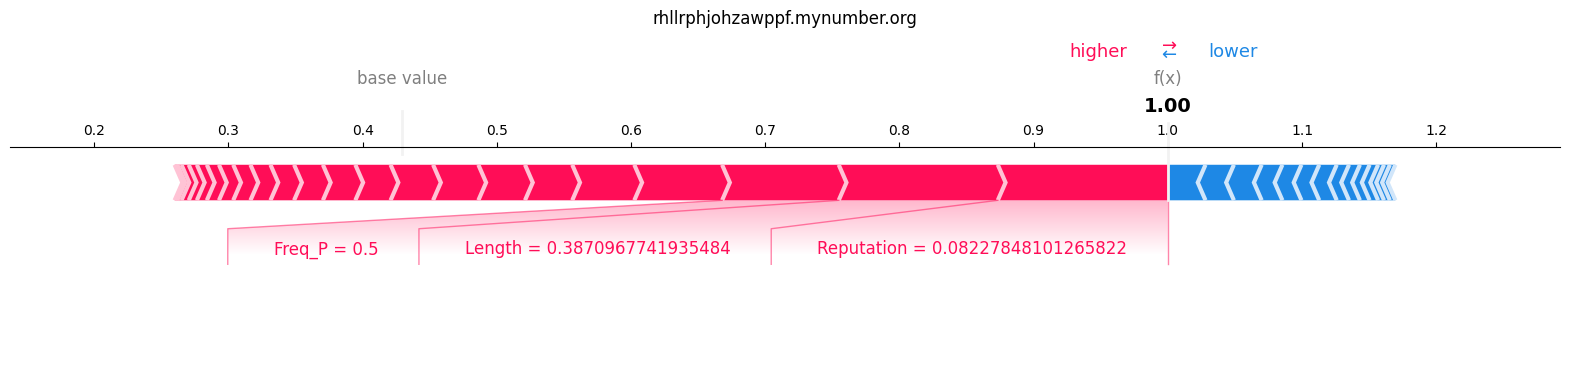 rhllrphjohzawppf.mynumber.org
higher ⇄ lower
base value f(x)
1.00
0.2 0.3 0.4 0.5 0.6 0.7 0.8 0.9 1.0 1.1 1.2
Freq_P = 0.5 Length = 0.3870967741935484 Reputation = 0.08227848101265822